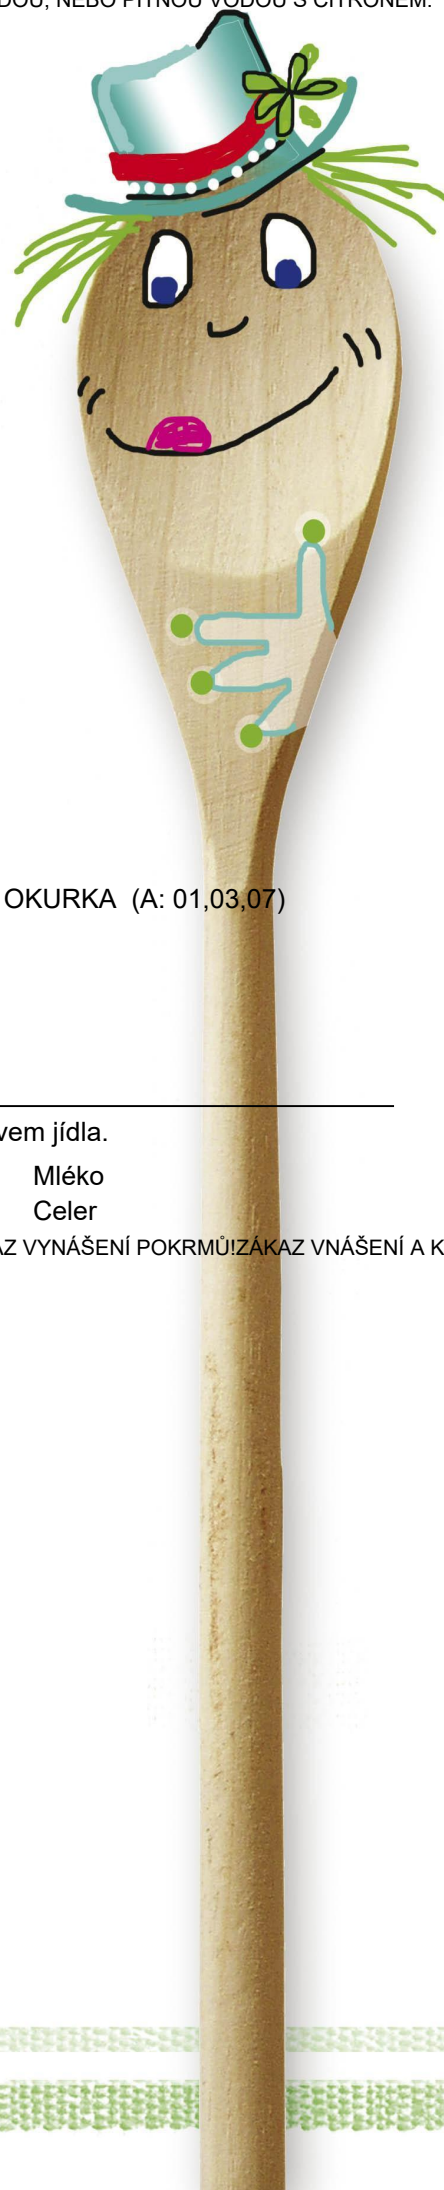 DOU, NEBO PITNOU VODOU S CITRONEM.
OKURKA (A: 01,03,07)
vem jídla.
Mléko
Celer
AZ VYNÁŠENÍ POKRMŮ!ZÁKAZ VNÁŠENÍ A K